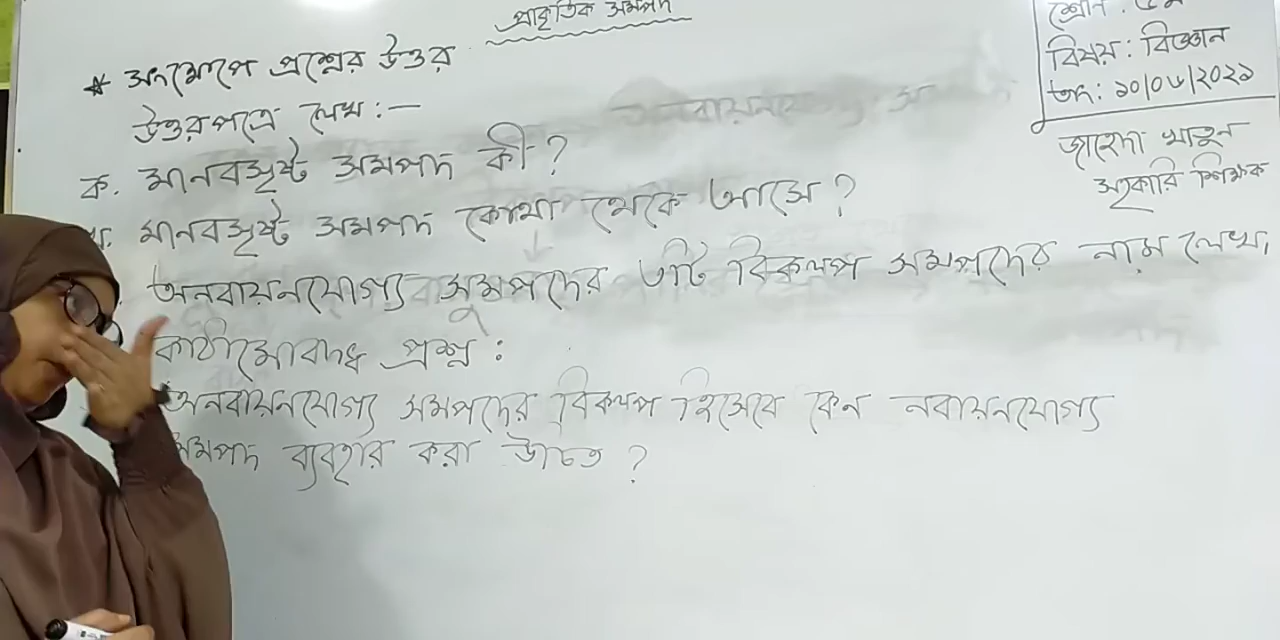 প্রাকৃতিক সম্পদ
শ্রেণি : ৫ম
বিষয় : বিজ্ঞান
তাং : ১০/০৬/২০২১
জাহেদা খাতুন
সহকারি শিক্ষক
* সংক্ষেপে প্রশ্নের উত্তর
উত্তরপত্রে লেখ :—
ক. মানবসৃষ্ট সম্পদ কী ?
খ. মানবসৃষ্ট সম্পদ কোথা থেকে আসে ?
অনবায়নযোগ্য সম্পদের ৩টি বিকল্প সম্পদের নাম লেখ।
কাঠামোবদ্ধ প্রশ্ন :
অনবায়নযোগ্য সম্পদের বিকল্প হিসেবে কেন নবায়নযোগ্য
সম্পদ ব্যবহার করা উচিত ?